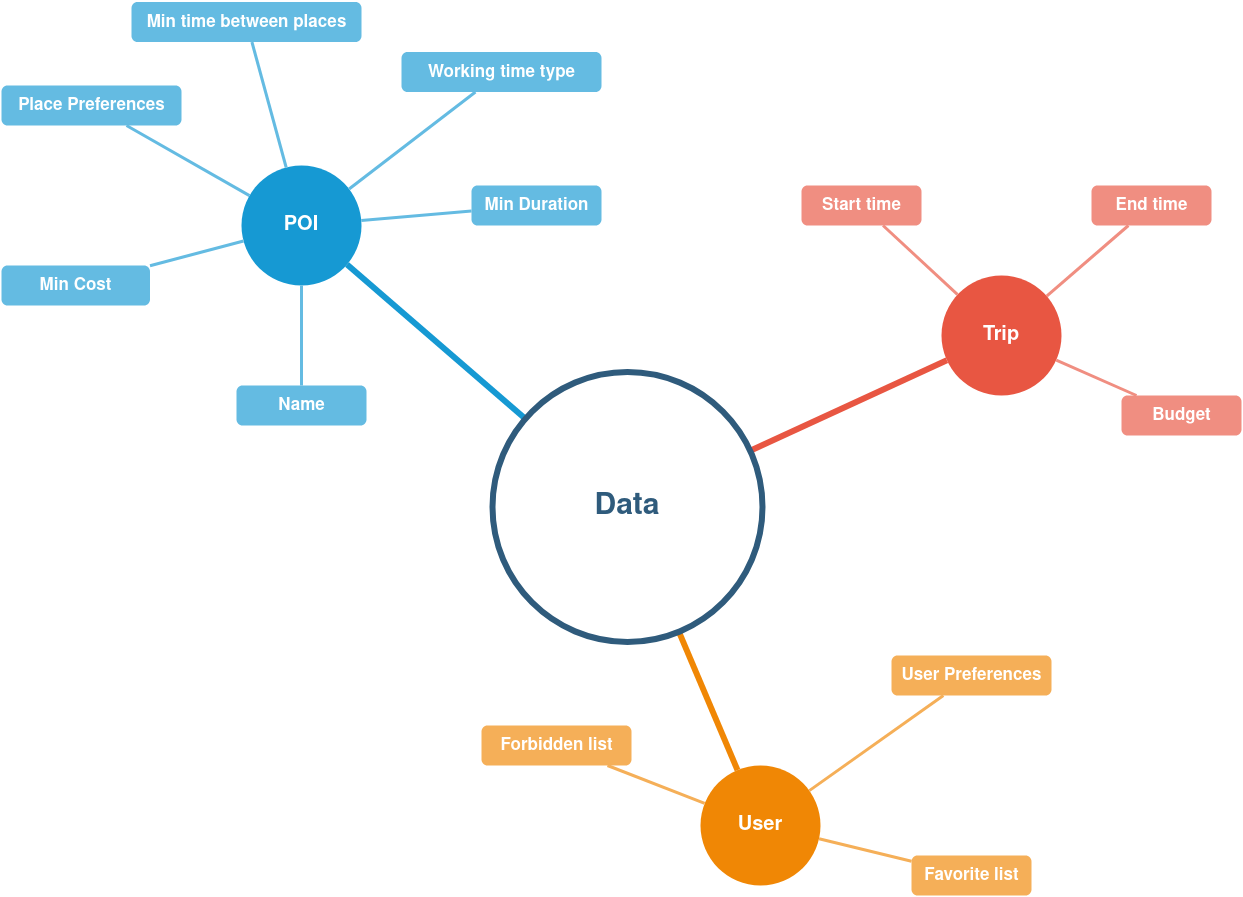 Min time between places
Working time type
Place Preferences
Min Duration
POI
Min Cost
Name
Start time
End time
Trip
Budget
Data
User Preferences
Forbidden list
User
Favorite list